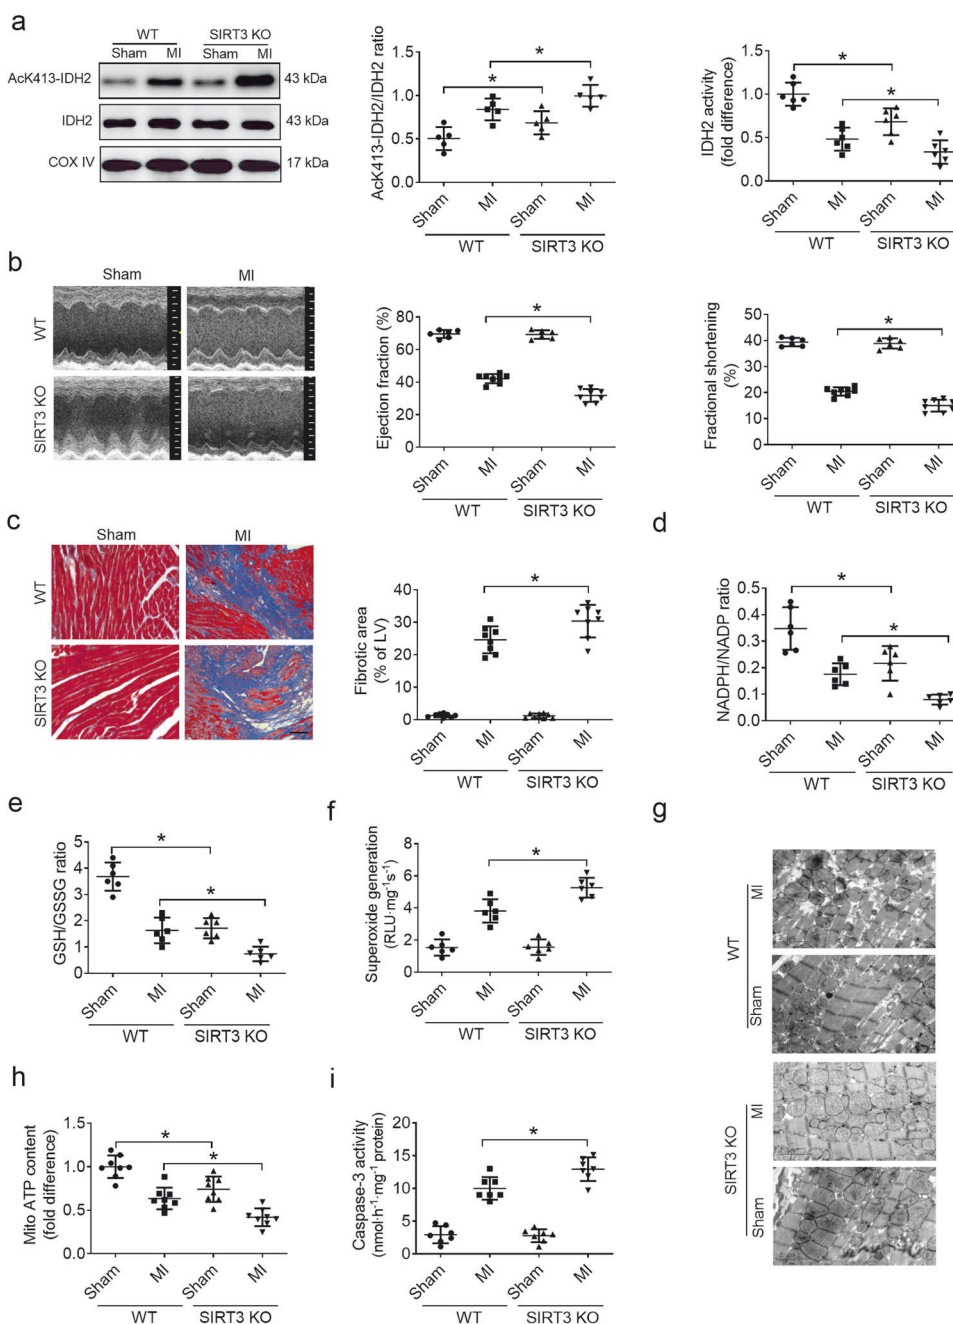 a
WT SIRT3 KO
Sham MI Sham MI
AcK413-IDH2 43 kDa
IDH2 43 kDa
COX IV 17 kDa
AcK413-IDH2/IDH2 ratio
1.5
1.0
0.5
0.0
* *
Sham MI Sham MI
WT SIRT3 KO
IDH2 activity
(fold difference)
1.5
1.0
0.5
0.0
* *
Sham MI Sham MI
WT SIRT3 KO
b
Sham MI
WT
SIRT3 KO
Ejection fraction (%)
80
60
40
20
0
*
Sham MI Sham MI
WT SIRT3 KO
Fractional shortening
(%)
60
40
20
10
0
*
Sham MI Sham MI
WT SIRT3 KO
c
Sham MI
WT
SIRT3 KO
Fibrotic area
(% of LV)
60
40
20
0
*
Sham MI Sham MI
WT SIRT3 KO
d
NADPH/NADP ratio
0.5
0.4
0.3
0.2
0.1
0.0
* *
Sham MI Sham MI
WT SIRT3 KO
e
GSH/GSSG ratio
5
4
3
2
1
0
* *
Sham MI Sham MI
WT SIRT3 KO
f
Superoxide generation
(RLU·mg⁻¹s⁻¹)
8
6
4
2
0
*
Sham MI Sham MI
WT SIRT3 KO
g
WT
MI
Sham
SIRT3 KO
MI
Sham
h
Mito ATP content
(fold difference)
1.5
1.0
0.5
0.0
* *
Sham MI Sham MI
WT SIRT3 KO
i
Caspase-3 activity
(nmol·h⁻¹·mg⁻¹ protein)
20
15
10
5
0
*
Sham MI Sham MI
WT SIRT3 KO